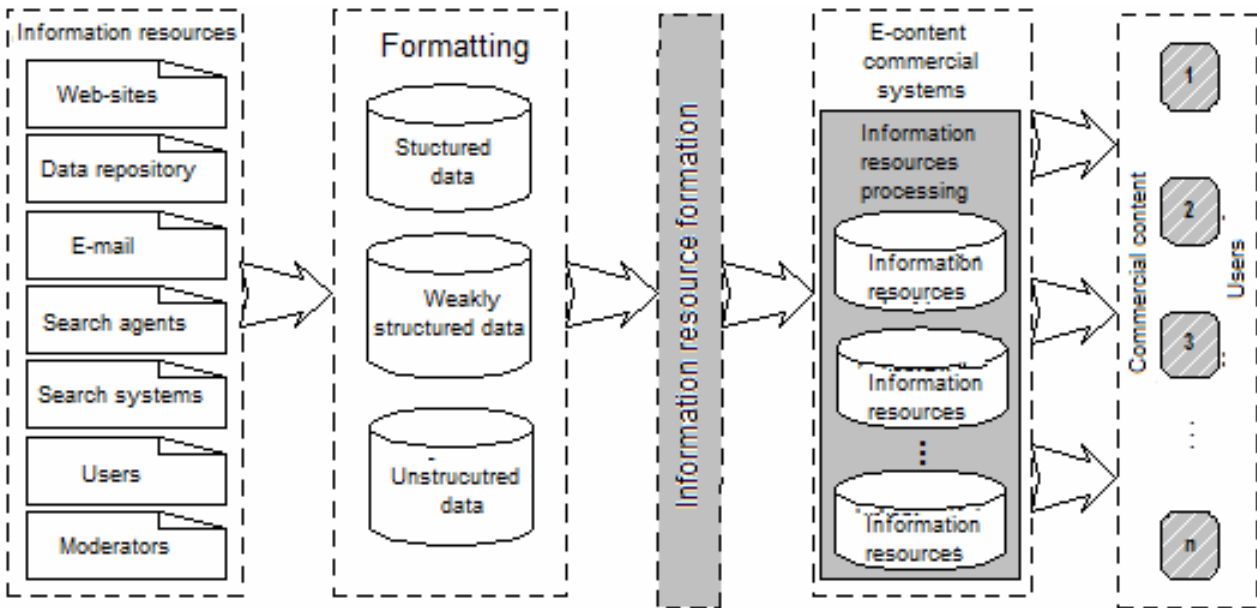 Information resources
Web-sites
Data repository
E-mail
Search agents
Search systems
Users
Moderators
Formatting
Stuctured
data
Weakly
structured data
Unstrucutred
data
Information resource formation
E-content
commercial
systems
Information
resources
processing
Information
resources
Information
resources
⋮
Information
resources
Commercial content
1
2
3
⋮
n
Users